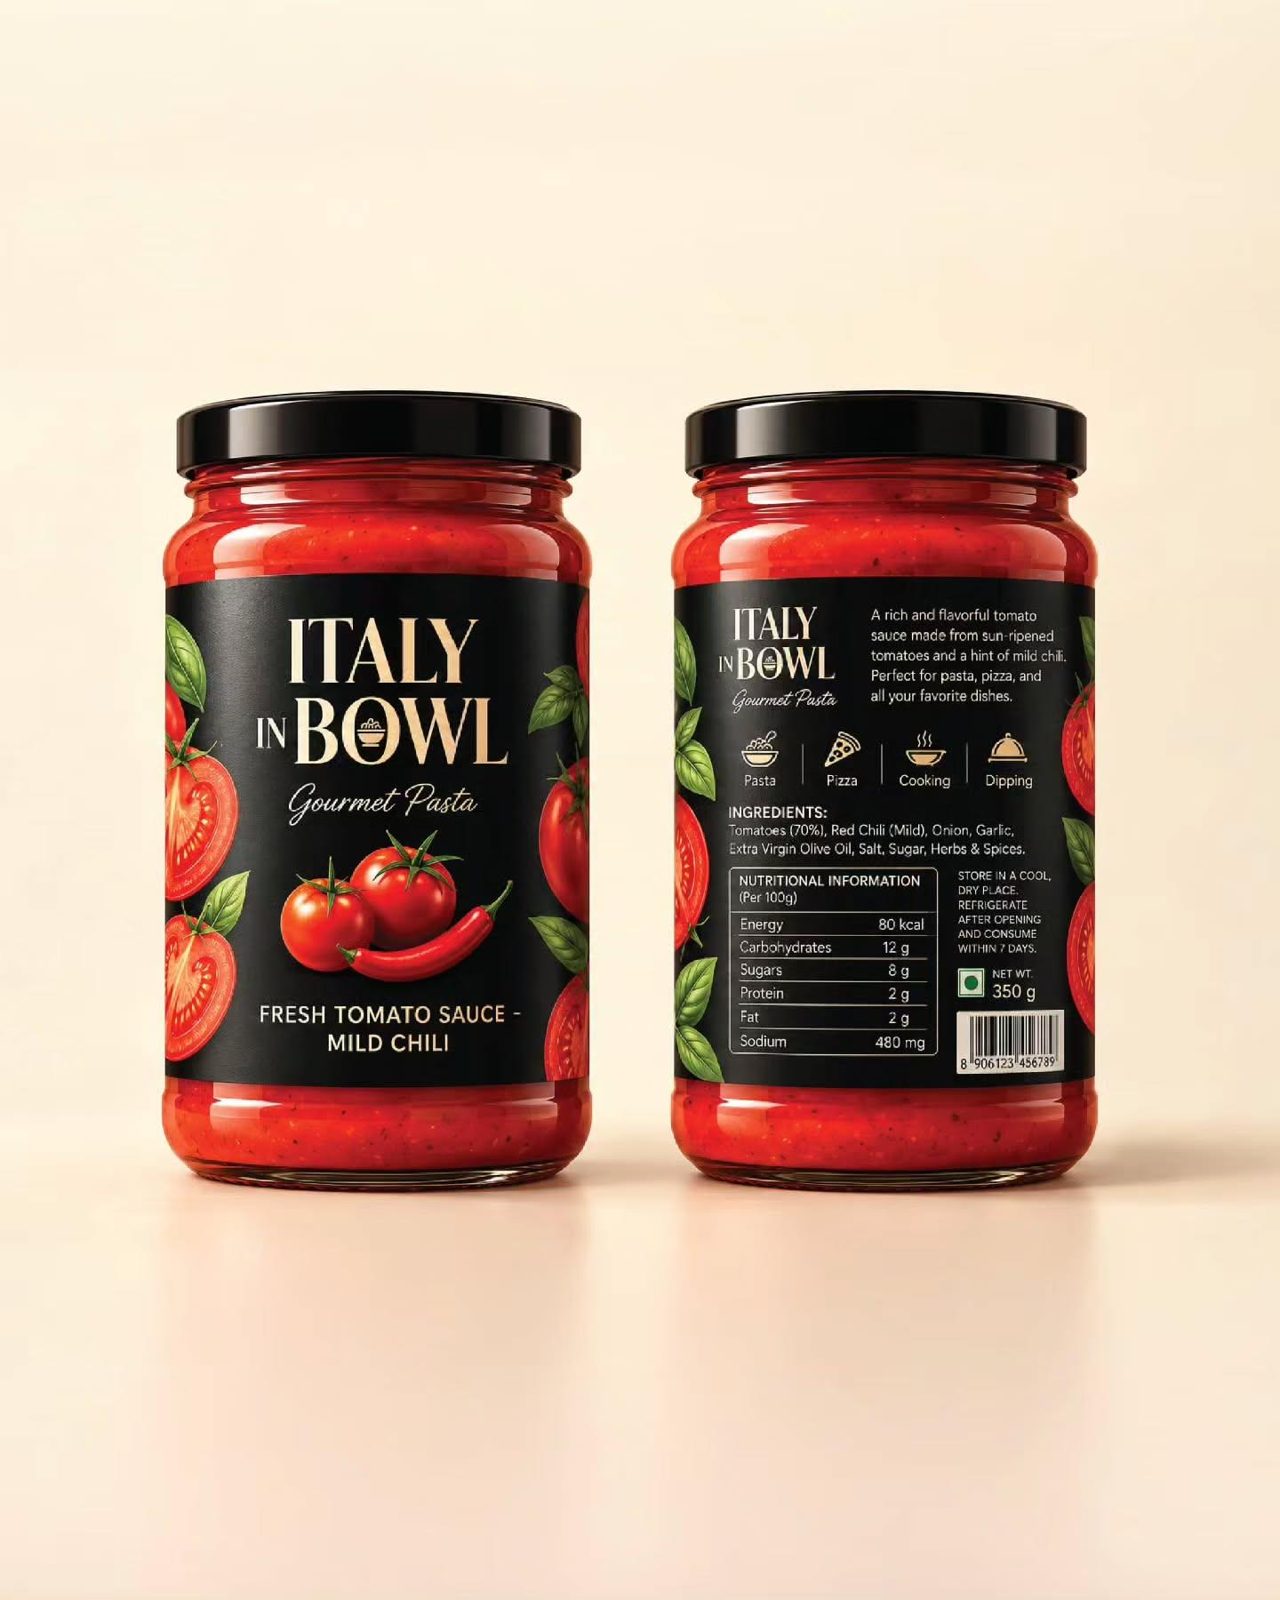 ITALY
IN BOWL
Gourmet Pasta
FRESH TOMATO SAUCE -
MILD CHILI
ITALY
IN BOWL
Gourmet Pasta
A rich and flavorful tomato
sauce made from sun-ripened
tomatoes and a hint of mild chili.
Perfect for pasta, pizza, and
all your favorite dishes.
Pasta
Pizza
Cooking
Dipping
INGREDIENTS:
Tomatoes (70%), Red Chili (Mild), Onion, Garlic,
Extra Virgin Olive Oil, Salt, Sugar, Herbs & Spices.
NUTRITIONAL INFORMATION
(Per 100g)
Energy 80 kcal
Carbohydrates 12 g
Sugars 8 g
Protein 2 g
Fat 2 g
Sodium 480 mg
STORE IN A COOL,
DRY PLACE.
REFRIGERATE
AFTER OPENING
AND CONSUME
WITHIN 7 DAYS.
NET WT.
350 g
8 906123 456789